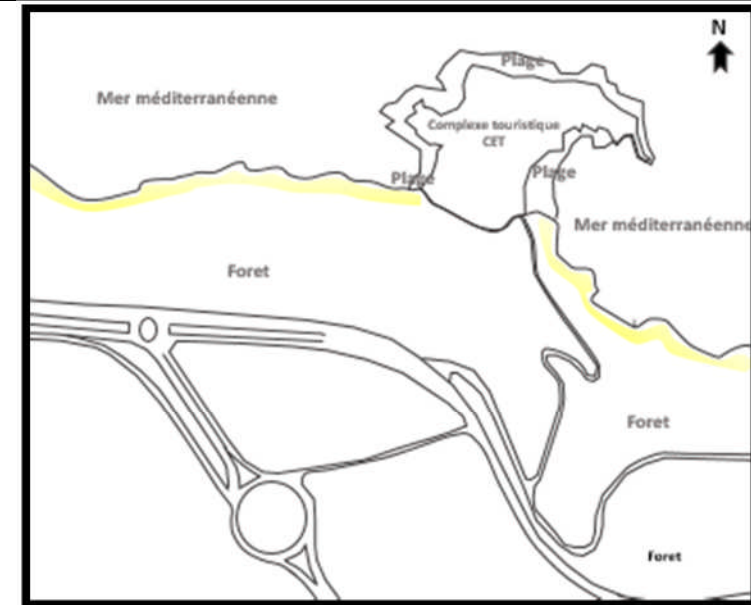 N
Plage
Mer méditerranéenne
Complexe touristique
CET
Plage
Plage
Mer méditerranéenne
Foret
Foret
Foret